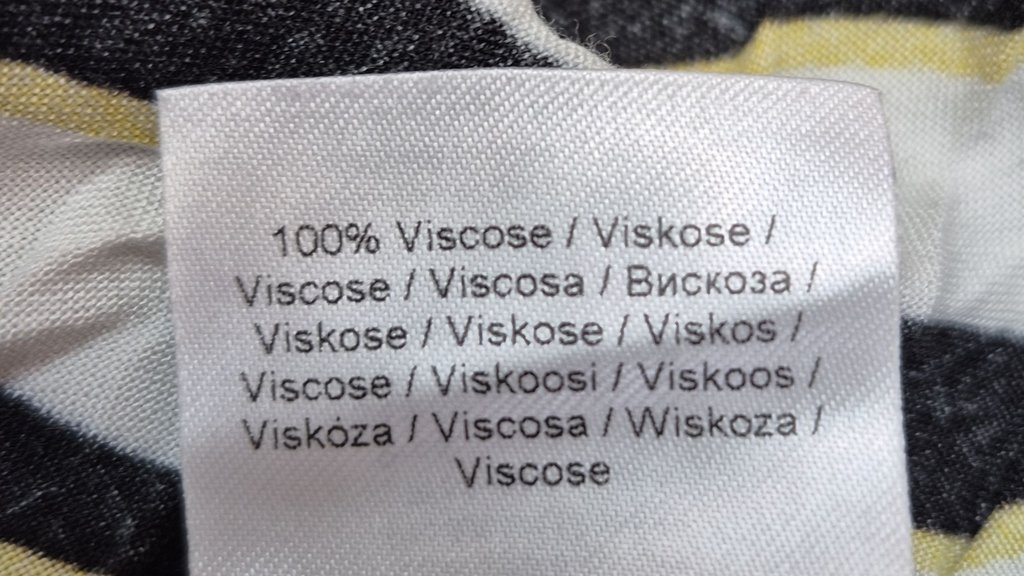 100% Viscose / Viskose /
Viscose / Viscosa / Вискоза /
Viskose / Viskose / Viskos /
Viscose / Viskoosi / Viskoos /
Viskóza / Viscosa / Wiskoza /
Viscose